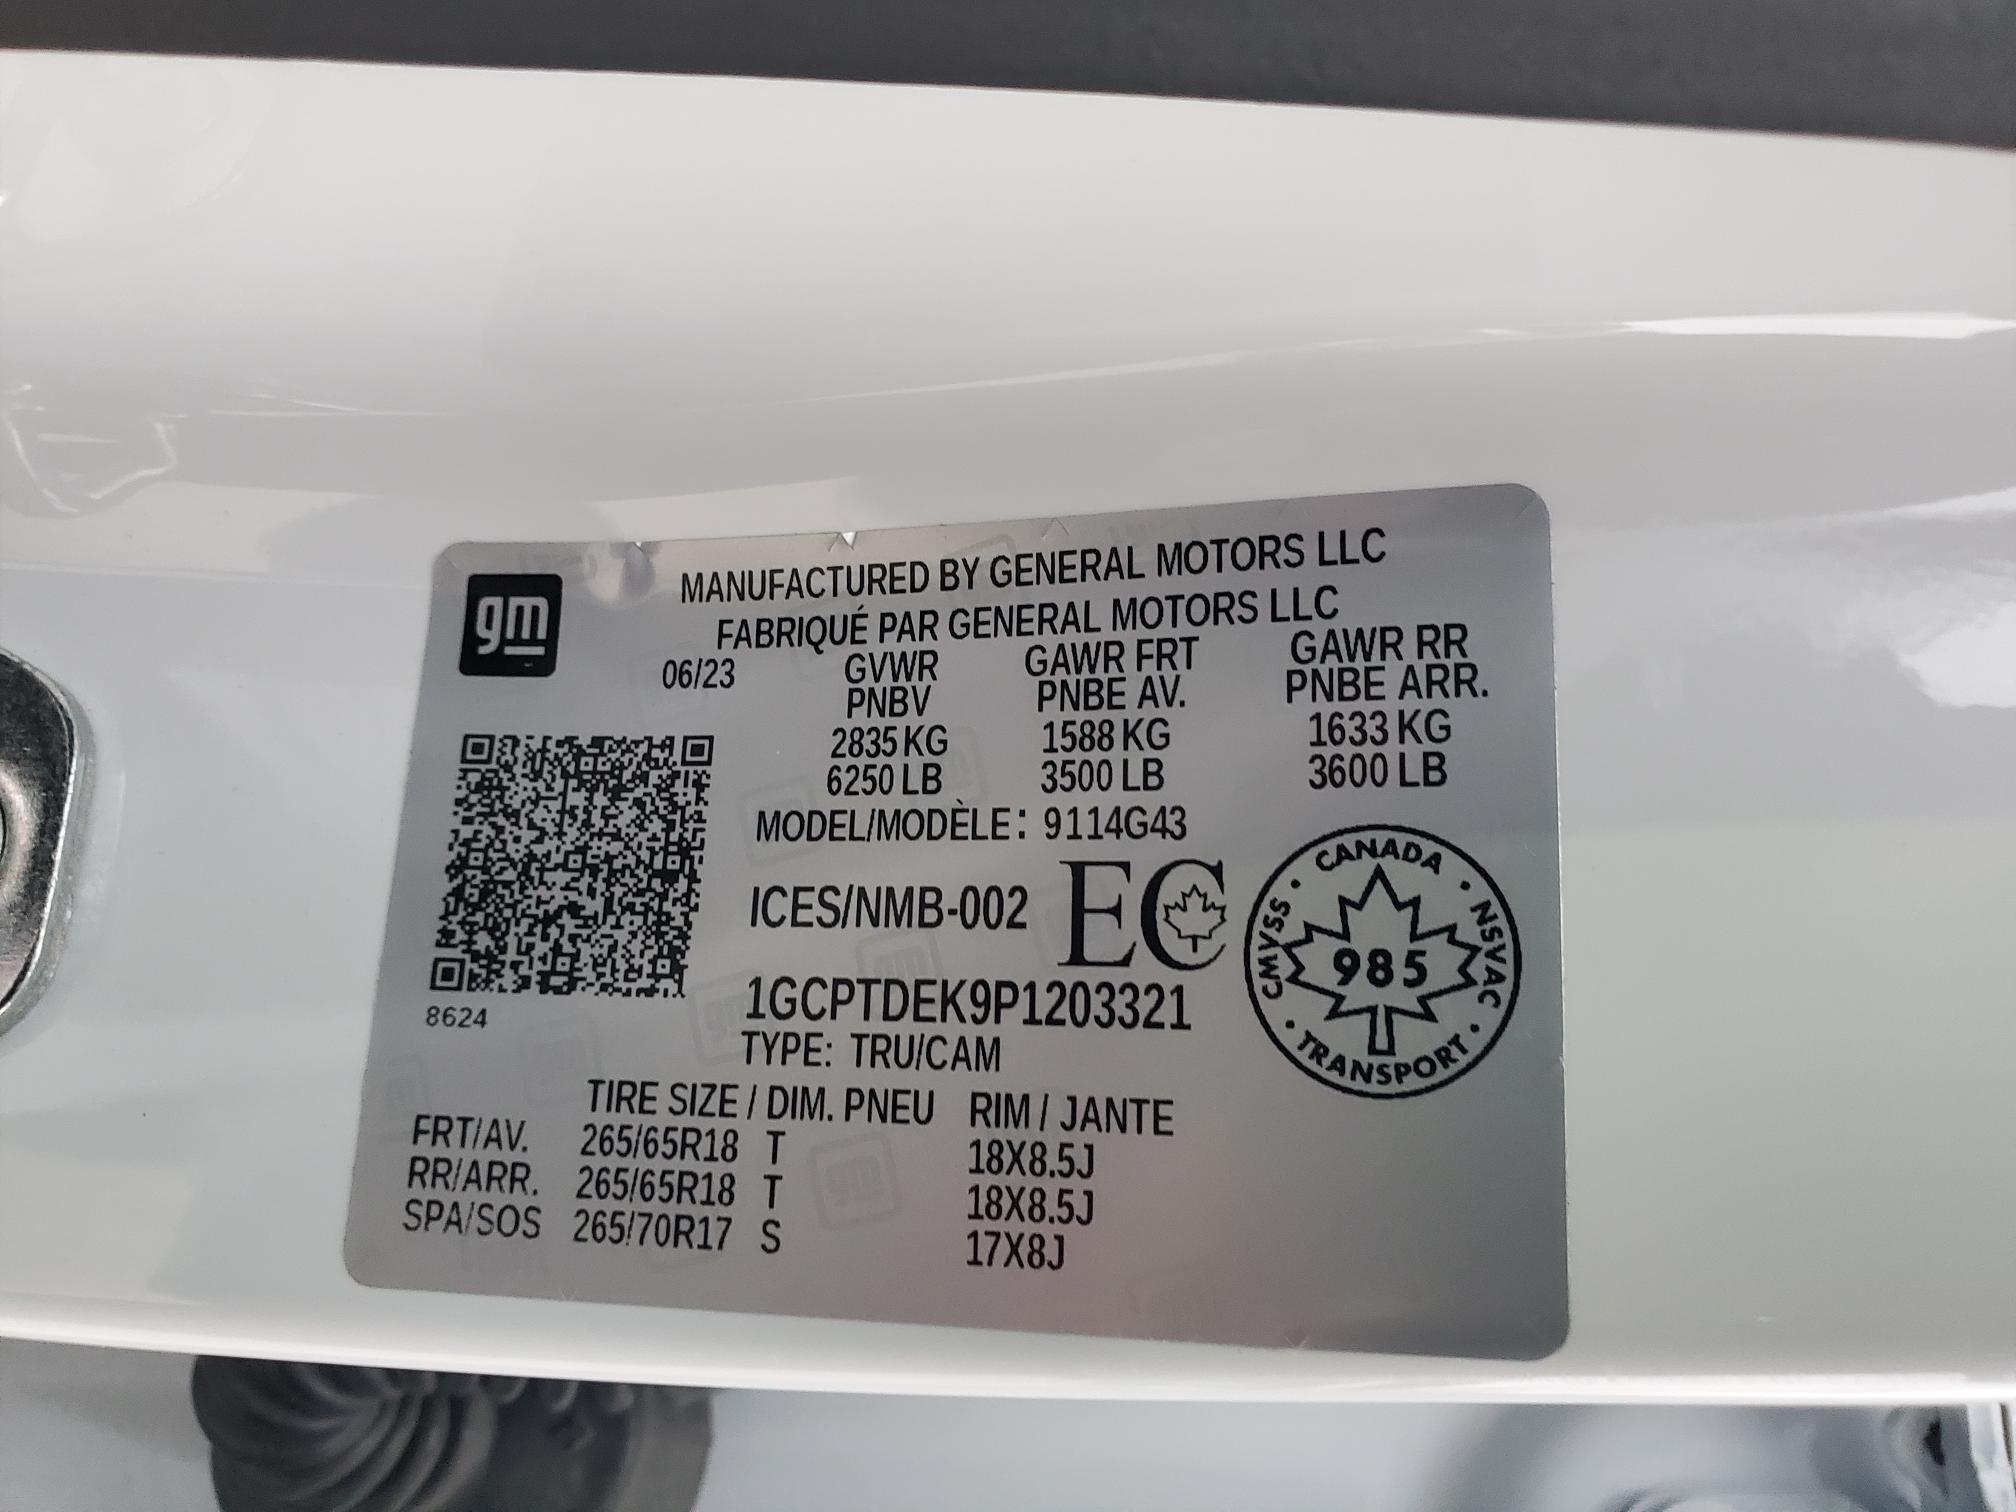 gm
MANUFACTURED BY GENERAL MOTORS LLC
FABRIQUÉ PAR GENERAL MOTORS LLC
06/23 GVWR GAWR FRT GAWR RR
PNBV PNBE AV. PNBE ARR.
2835 KG 1588 KG 1633 KG
6250 LB 3500 LB 3600 LB
MODEL/MODÈLE: 9114G43
ICES/NMB-002 EC
CANADA
CMVSS 985 NSVAC
TRANSPORT
1GCPTDEK9P1203321
8624
TYPE: TRU/CAM
TIRE SIZE / DIM. PNEU RIM / JANTE
FRT/AV. 265/65R18 T 18X8.5J
RR/ARR. 265/65R18 T 18X8.5J
SPA/SOS 265/70R17 S 17X8J